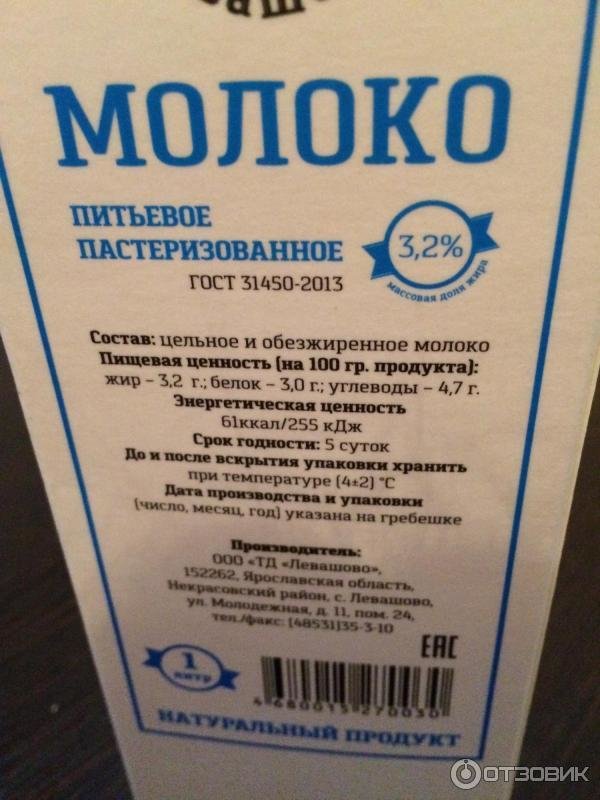 МОЛОКО
ПИТЬЕВОЕ
ПАСТЕРИЗОВАННОЕ
ГОСТ 31450-2013
3,2%
массовая доля жира
Состав: цельное и обезжиренное молоко
Пищевая ценность (на 100 гр. продукта):
жир – 3,2 г.; белок – 3,0 г.; углеводы – 4,7 г.
Энергетическая ценность
61ккал/255 кДж
Срок годности: 5 суток
До и после вскрытия упаковки хранить
при температуре (4±2) °С
Дата производства и упаковки
(число, месяц, год) указана на гребешке
Производитель:
ООО «ТД «Левашово»,
152262, Ярославская область,
Некрасовский район, с. Левашово,
ул. Молодежная, д. 11, пом. 24,
тел./факс: (48531)35-3-10
EAC
1
литр
4 680013 270030
НАТУРАЛЬНЫЙ ПРОДУКТ
ОТЗОВИК